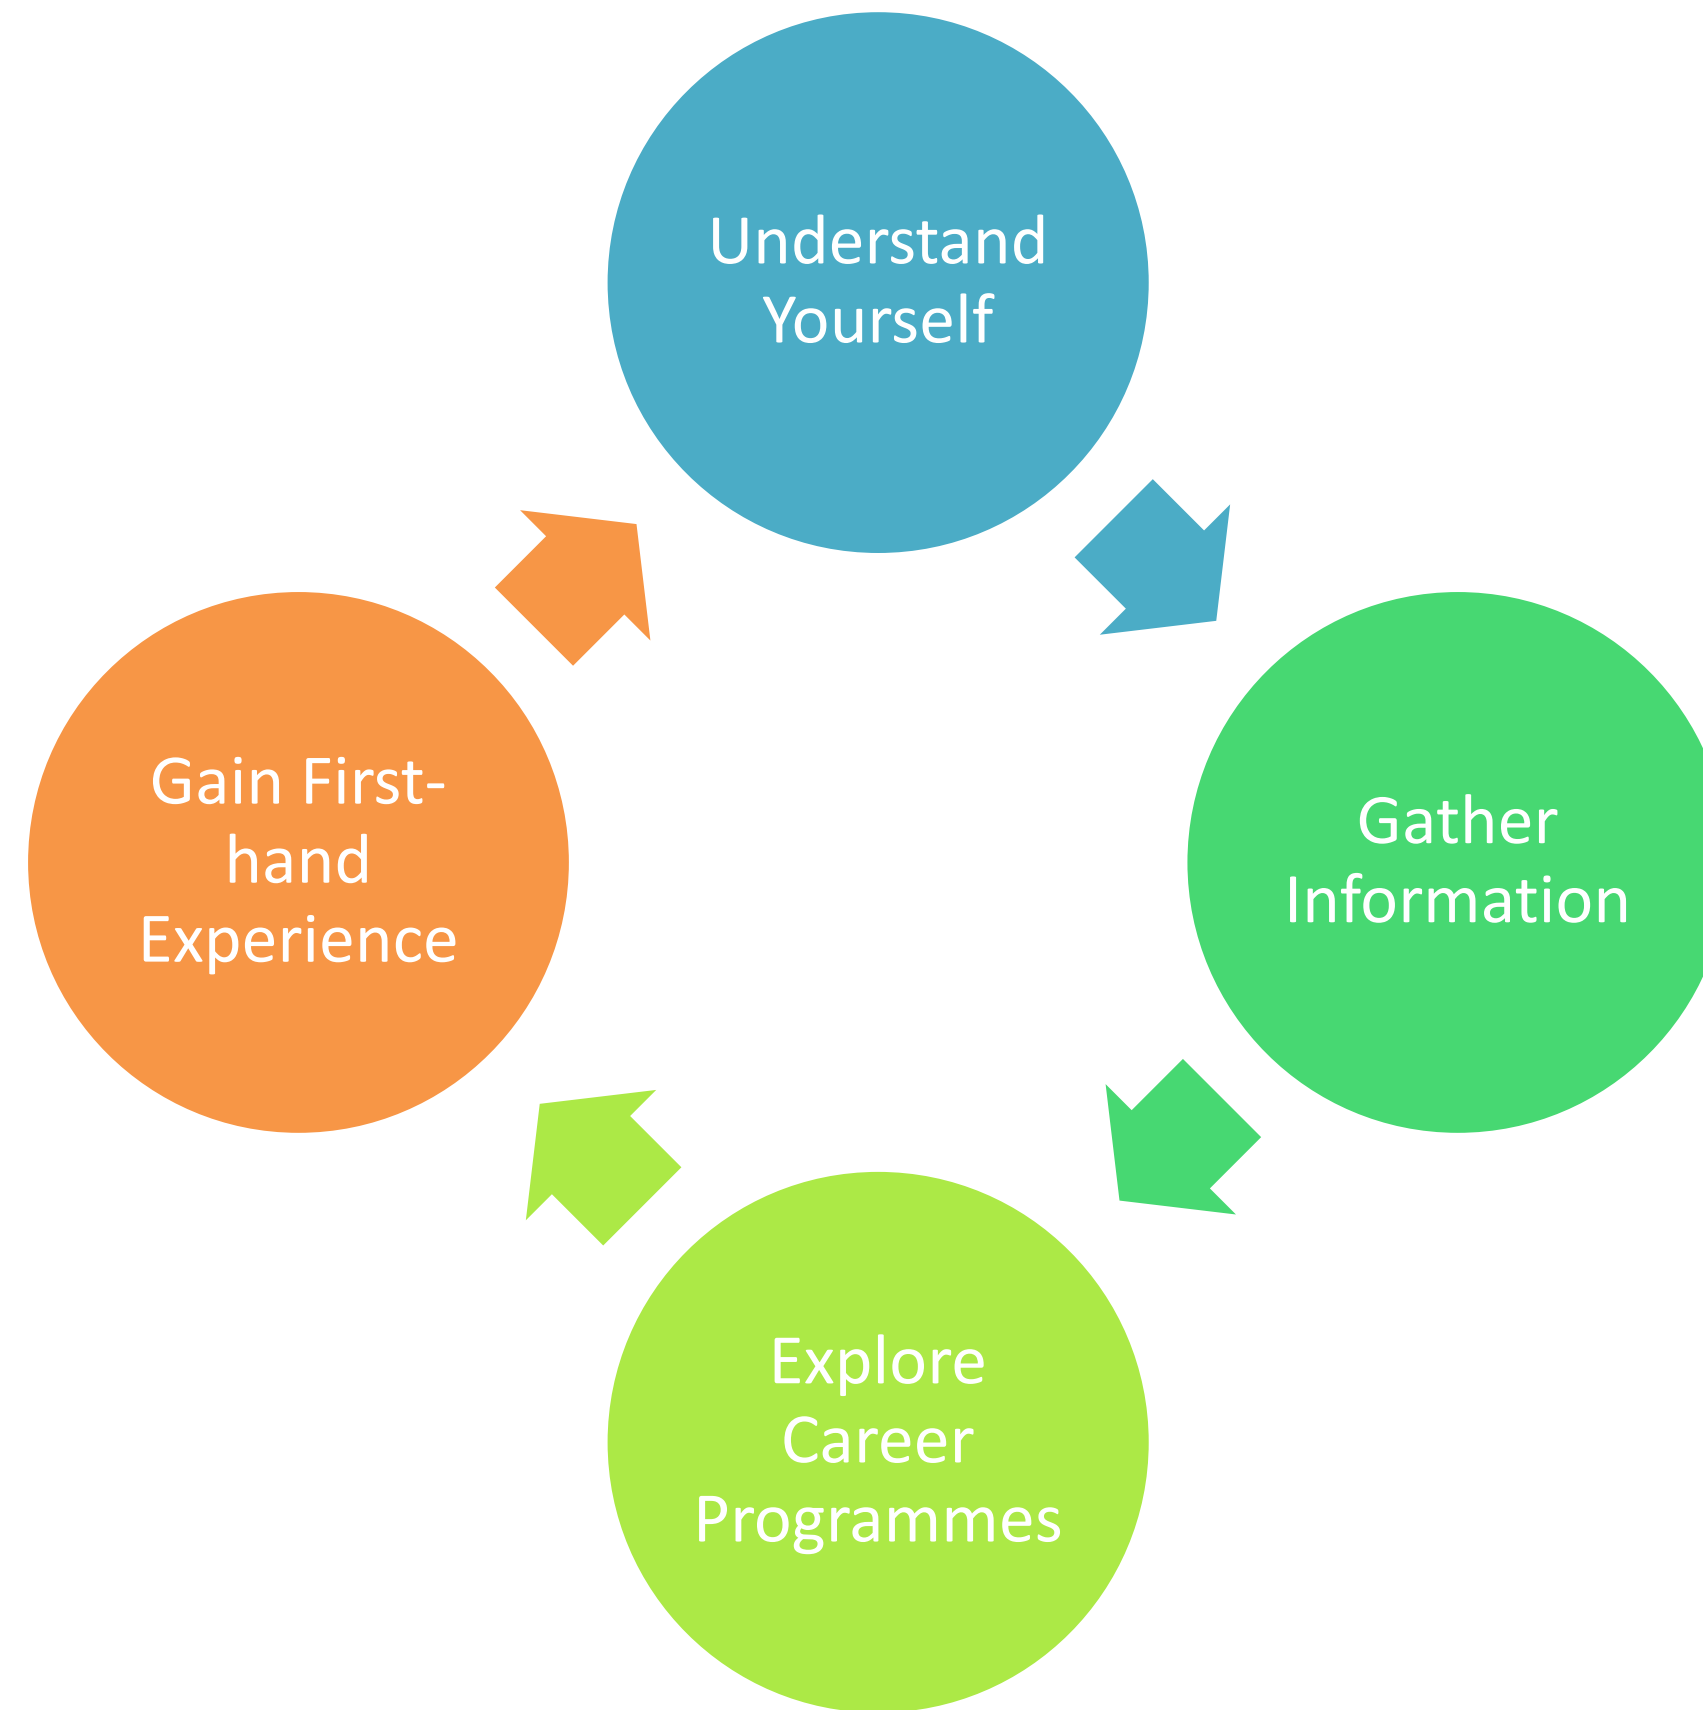 Understand
Yourself
Gather
Information
Explore
Career
Programmes
Gain First-
hand
Experience